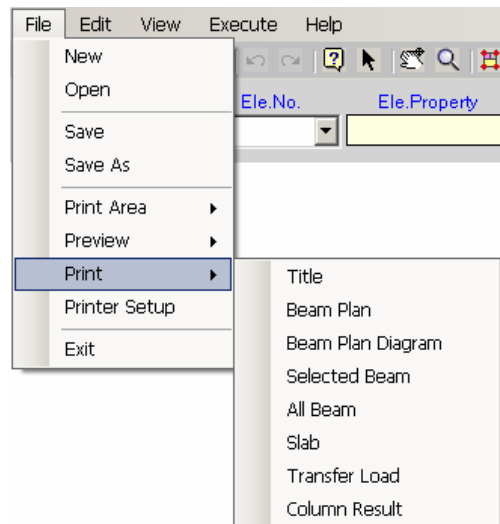 File Edit View Execute Help
New
Open
Ele.No. Ele.Property
Save
Save As
Print Area
Preview
Print
Title
Printer Setup
Beam Plan
Exit
Beam Plan Diagram
Selected Beam
All Beam
Slab
Transfer Load
Column Result